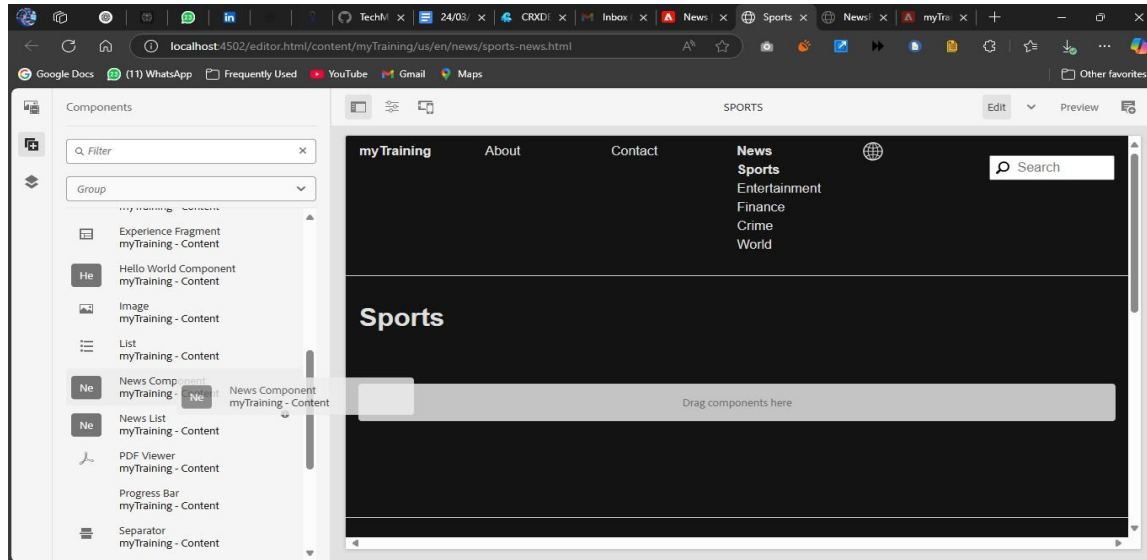 TechM
24/03/
CRXDE
Inbox
News
Sports
News
myTrai
localhost:4502/editor.html/content/myTraining/us/en/news/sports-news.html
Google Docs
(11) WhatsApp
Frequently Used
YouTube
Gmail
Maps
Other favorites
Components
SPORTS
Edit
Preview
Filter
Group
myTraining - Content
Experience Fragment
myTraining - Content
He
Hello World Component
myTraining - Content
Image
myTraining - Content
List
myTraining - Content
Ne
News Component
myTraining - Content
Ne
News Component
myTraining - Content
Ne
News List
myTraining - Content
PDF Viewer
myTraining - Content
Progress Bar
myTraining - Content
Separator
myTraining - Content
myTraining
About
Contact
News
Sports
Entertainment
Finance
Crime
World
Search
Sports
Drag components here